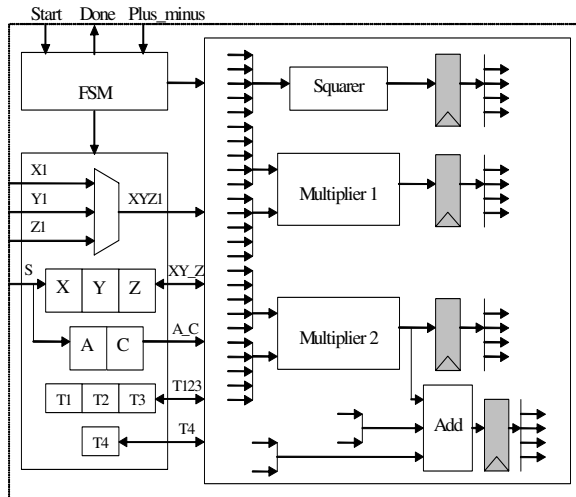 Start Done Plus_minus
FSM
Squarer
X1
Y1
Z1
XYZ1
Multiplier 1
S
X Y Z
XY_Z
A C
A_C
Multiplier 2
T1 T2 T3
T123
T4
T4
Add